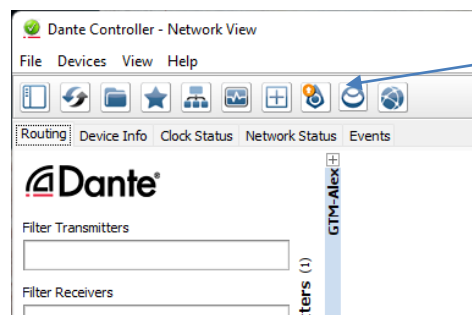 Dante Controller - Network View
File Devices View Help
Routing Device Info Clock Status Network Status Events
Dante®
Filter Transmitters
Filter Receivers
GTM-Alex
(1)